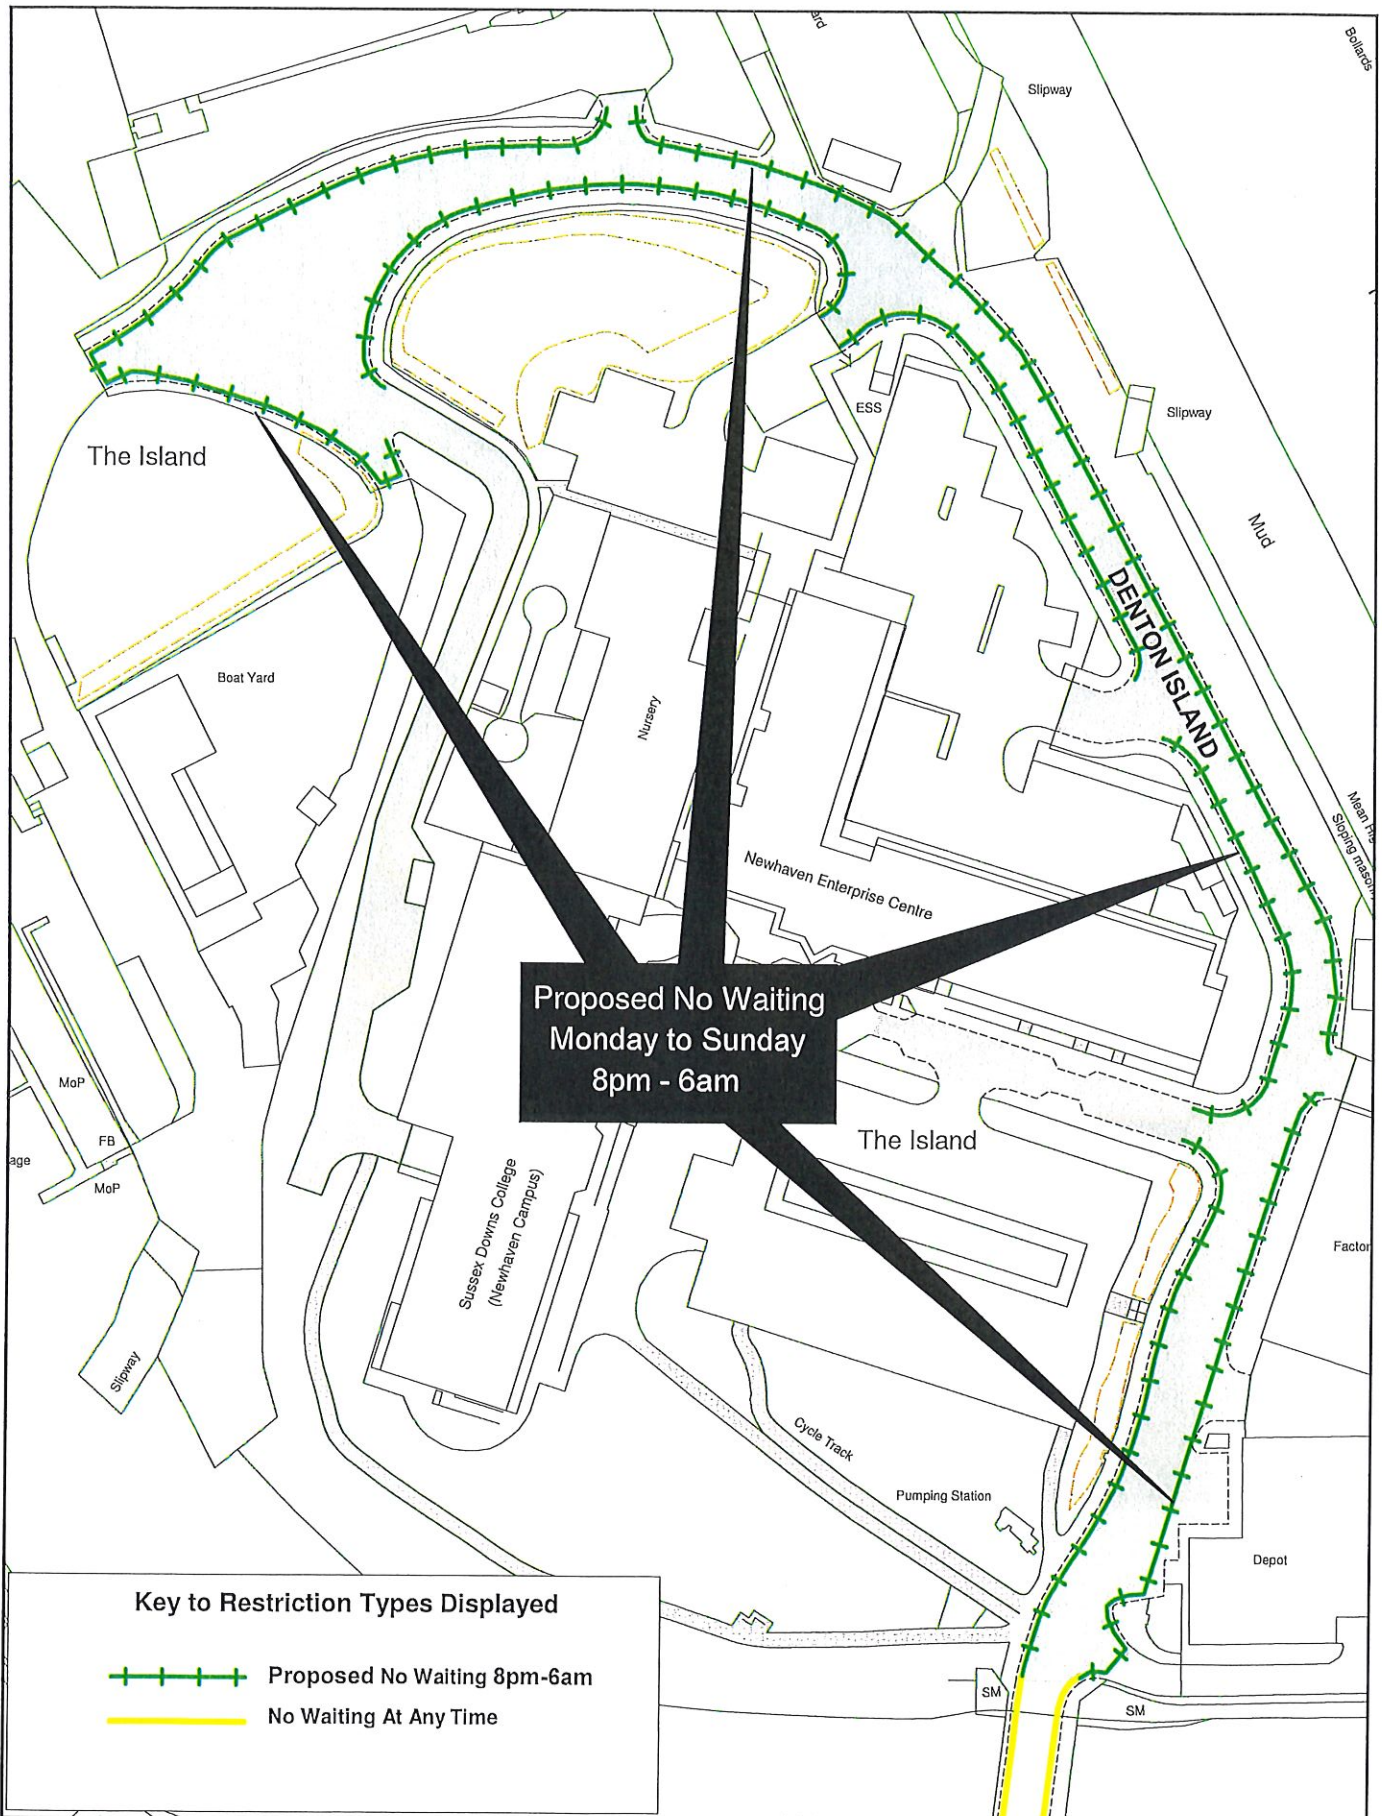 Bollards
Slipway
Slipway
ESS
The Island
Mud
DENTON ISLAND
Boat Yard
Nursery
Mean
Sloping
Newhaven Enterprise Centre
Proposed No Waiting
Monday to Sunday
8pm - 6am
MoP
FB
MoP
The Island
Sussex Downs College
(Newhaven Campus)
Slipway
Cycle Track
Pumping Station
Depot
SM
SM
Key to Restriction Types Displayed
Proposed No Waiting 8pm-6am
No Waiting At Any Time